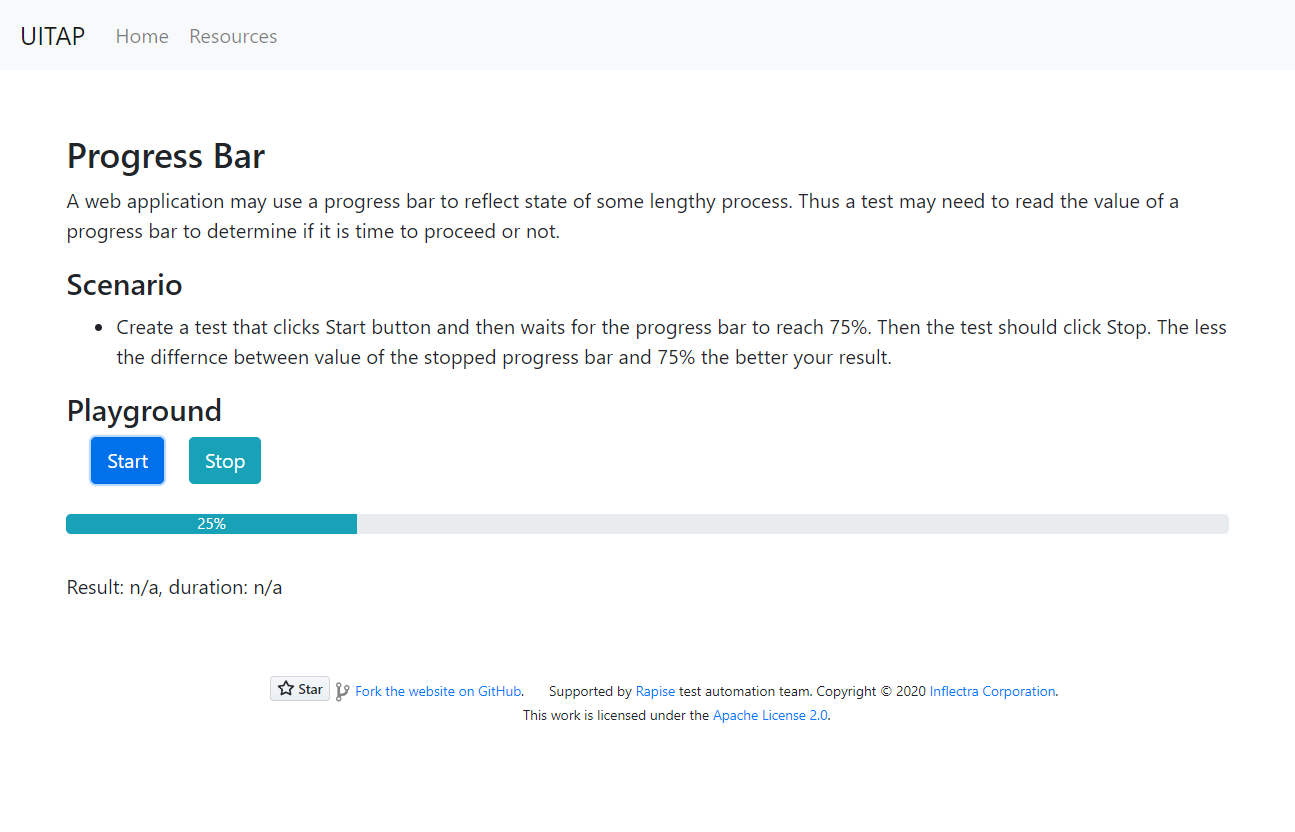 UITAP Home Resources
Progress Bar
A web application may use a progress bar to reflect state of some lengthy process. Thus a test may need to read the value of a
progress bar to determine if it is time to proceed or not.
Scenario
Create a test that clicks Start button and then waits for the progress bar to reach 75%. Then the test should click Stop. The less
the differnce between value of the stopped progress bar and 75% the better your result.
Playground
Start Stop
25%
Result: n/a, duration: n/a
Star Fork the website on GitHub. Supported by Rapise test automation team. Copyright © 2020 Inflectra Corporation.
This work is licensed under the Apache License 2.0.